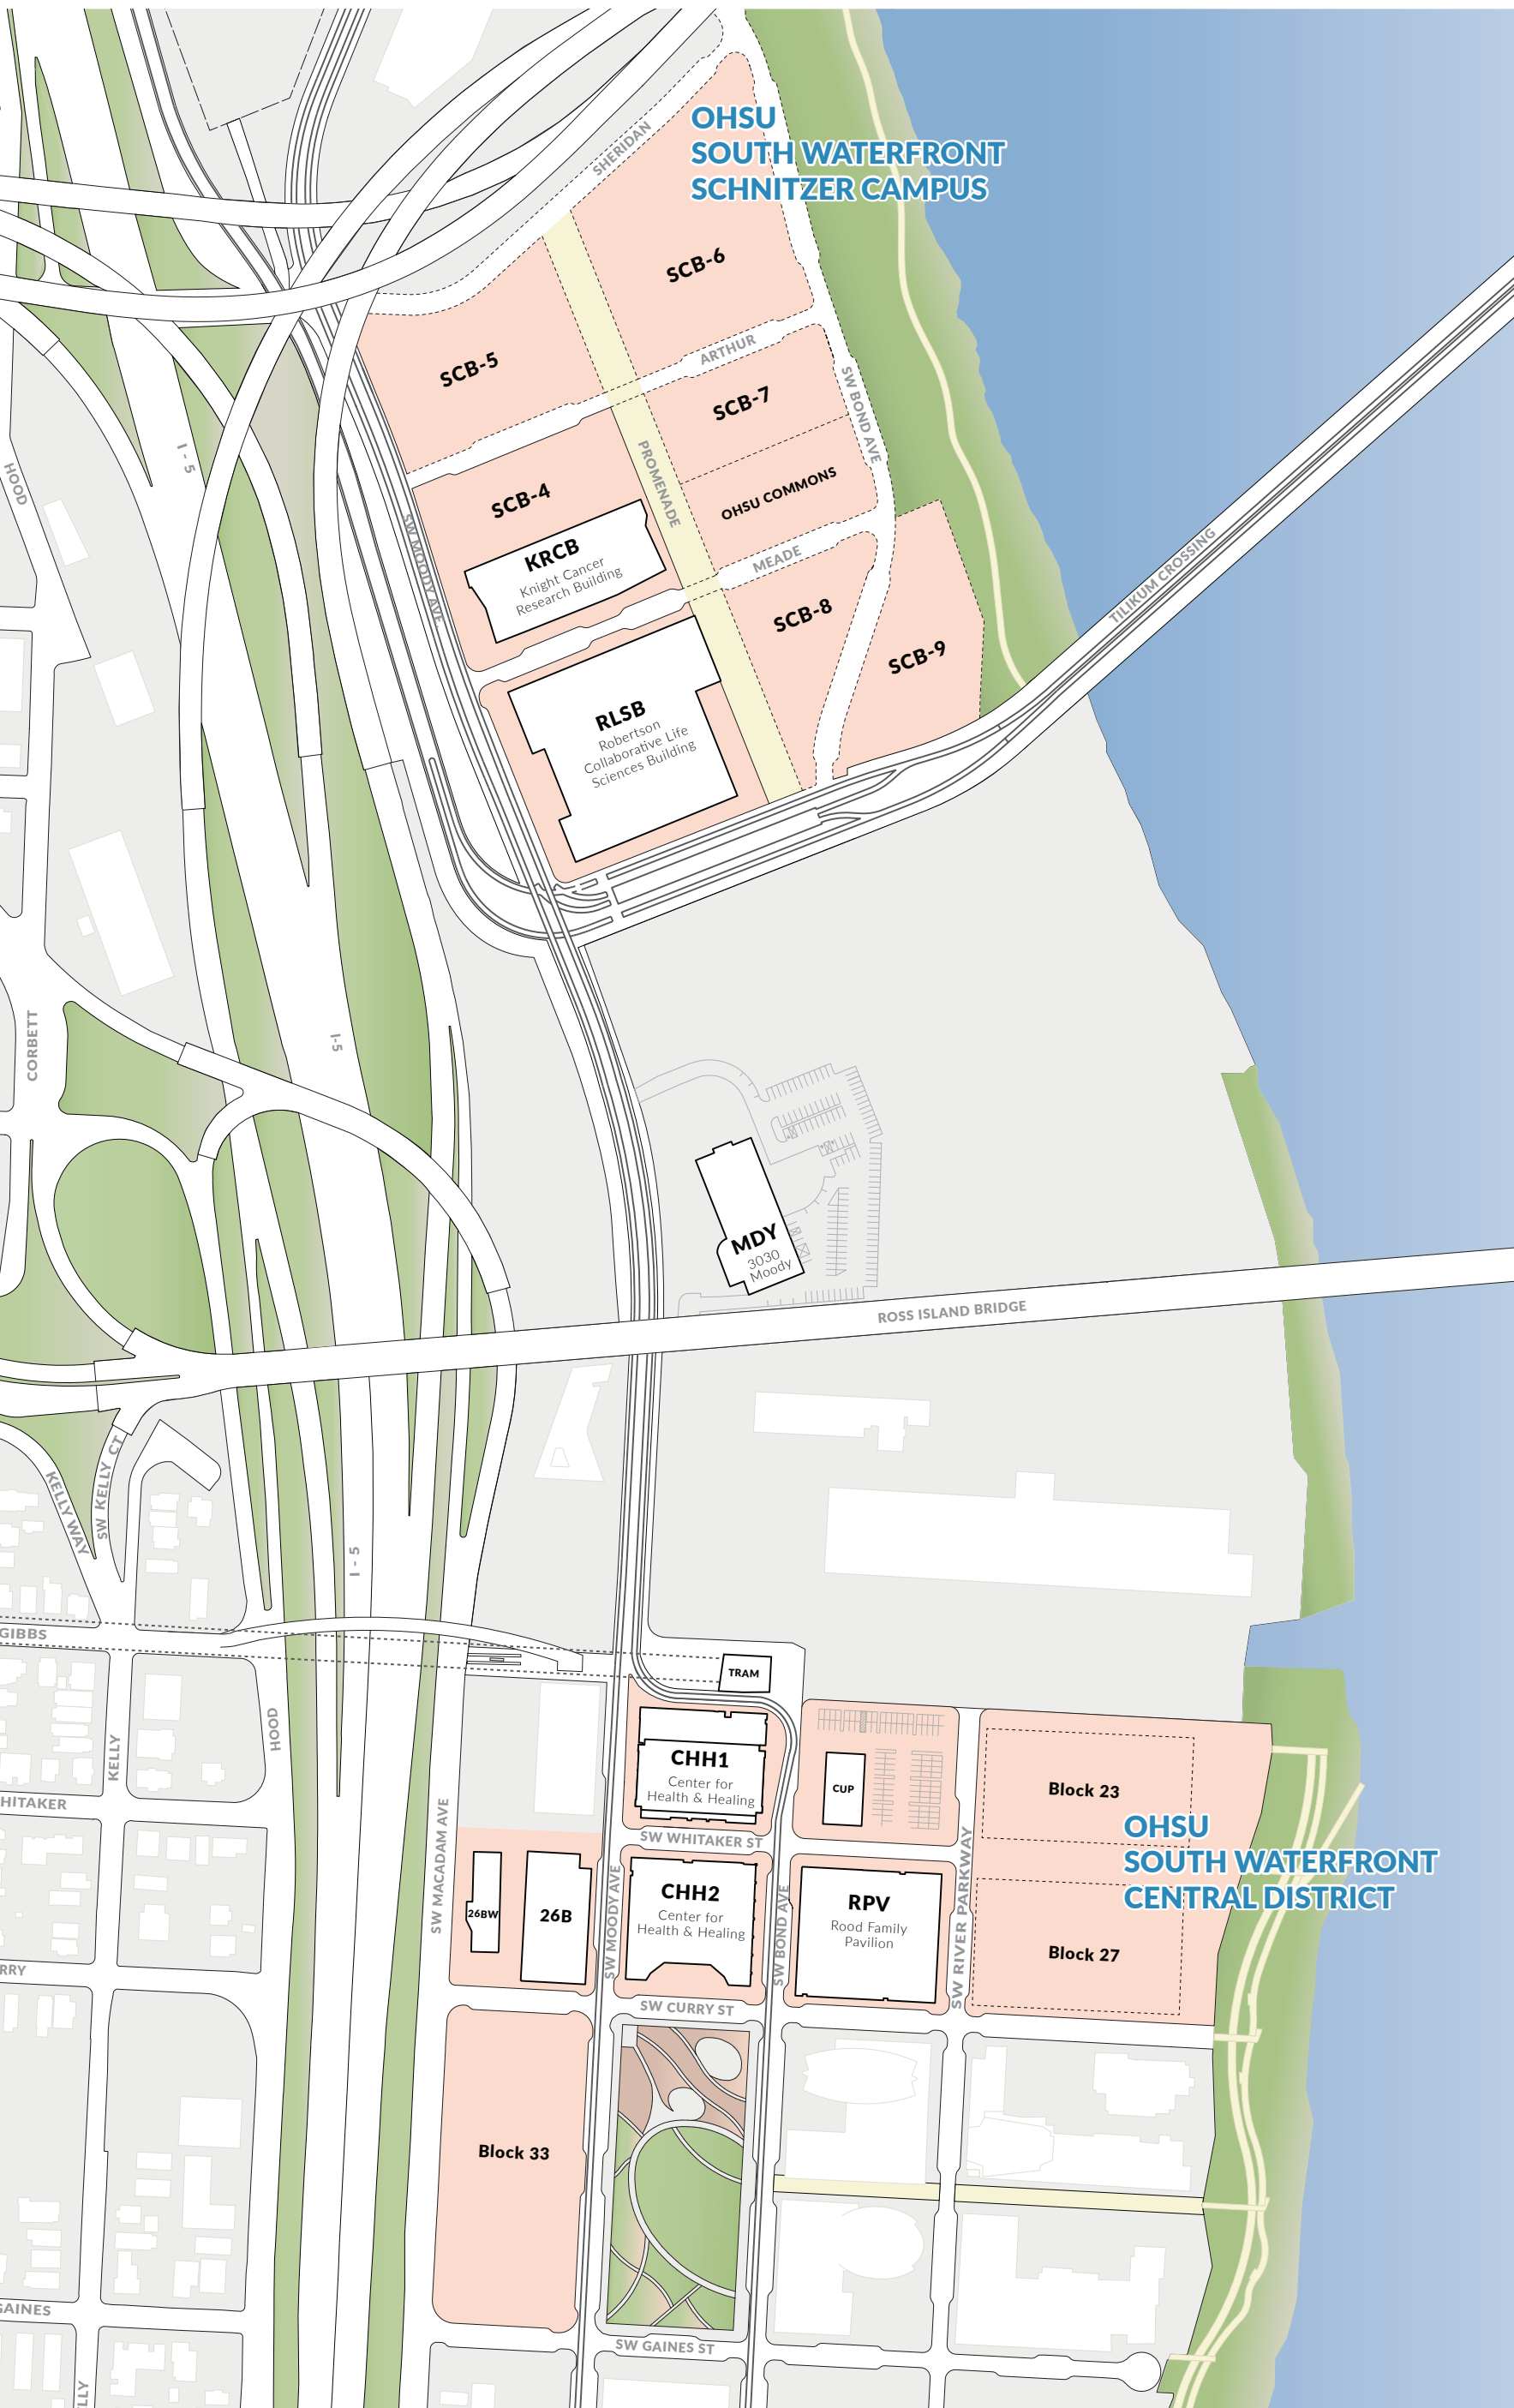 OHSU
SOUTH WATERFRONT
SCHNITZER CAMPUS
SHERIDAN
SCB-6
SCB-5
ARTHUR
SCB-7
SW BOND AVE
I - 5
HOOD
PROMENADE
OHSU COMMONS
SCB-4
SW MOODY AVE
KRCB
Knight Cancer
Research Building
MEADE
SCB-8
SCB-9
TILIKUM CROSSING
RLSB
Robertson
Collaborative Life
Sciences Building
CORBETT
I-5
MDY
3030
Moody
ROSS ISLAND BRIDGE
KELLY WAY
SW KELLY CT
I - 5
GIBBS
TRAM
HOOD
KELLY
CHH1
Center for
Health & Healing
CUP
Block 23
HITAKER
SW WHITAKER ST
OHSU
SOUTH WATERFRONT
CENTRAL DISTRICT
SW MACADAM AVE
26BW
26B
SW MOODY AVE
CHH2
Center for
Health & Healing
SW BOND AVE
RPV
Rood Family
Pavilion
SW RIVER PARKWAY
Block 27
RRY
SW CURRY ST
Block 33
GAINES
SW GAINES ST
LLY